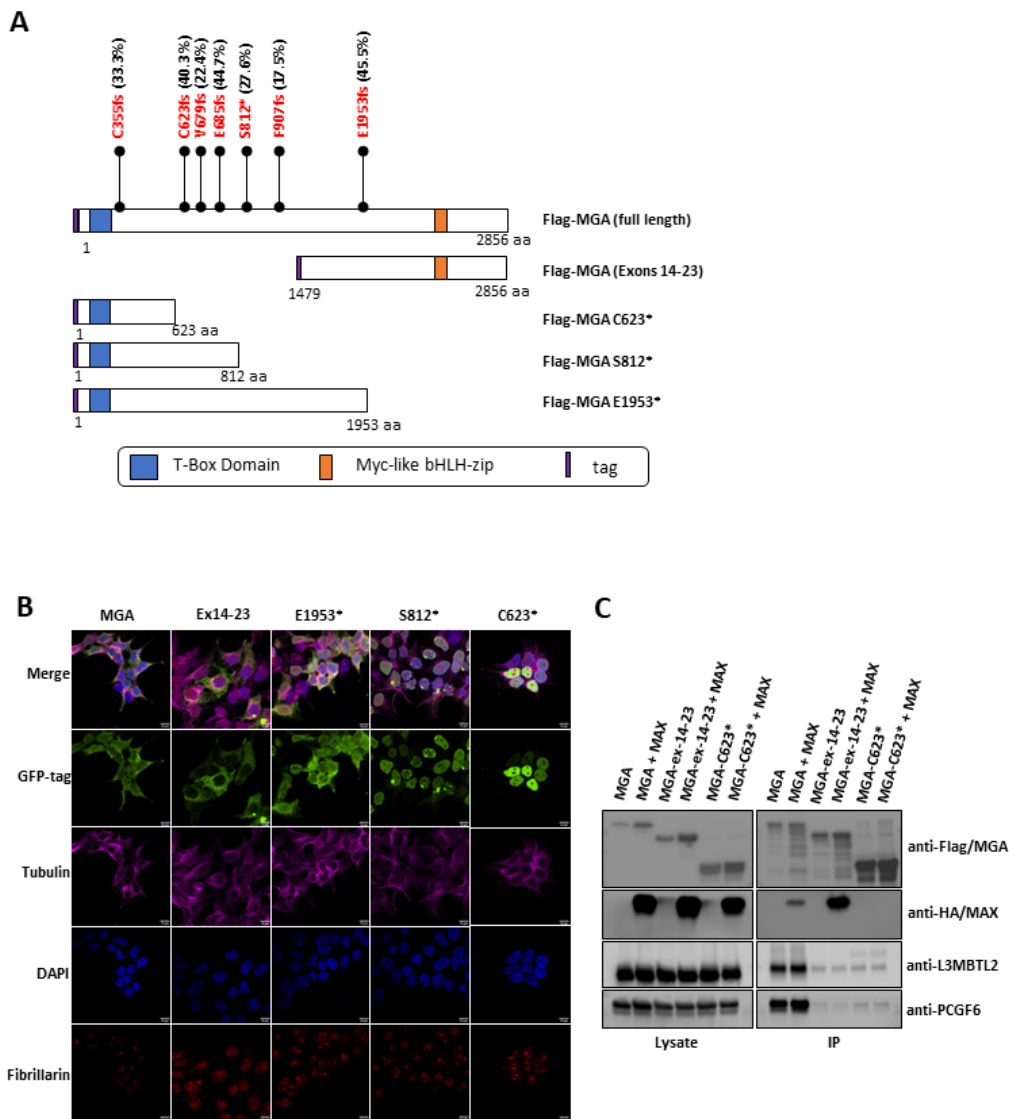 A
C355fs (33.3%)
C623fs (40.3%)
V679fs (22.4%)
E685fs (44.7%)
S812* (27.6%)
F907fs (17.5%)
E1953fs (45.5%)
Flag-MGA (full length)
1
2856 aa
Flag-MGA (Exons 14-23)
1479
2856 aa
Flag-MGA C623*
1
623 aa
Flag-MGA S812*
1
812 aa
Flag-MGA E1953*
1
1953 aa
T-Box Domain
Myc-like bHLH-zip
tag
B
MGA
Ex14-23
E1953*
S812*
C623*
Merge
GFP-tag
Tubulin
DAPI
Fibrillarin
C
MGA
MGA + MAX
MGA-ex-14-23
MGA-ex-14-23 + MAX
MGA-C623*
MGA-C623* + MAX
MGA
MGA + MAX
MGA-ex-14-23
MGA-ex-14-23 + MAX
MGA-C623*
MGA-C623* + MAX
anti-Flag/MGA
anti-HA/MAX
anti-L3MBTL2
anti-PCGF6
Lysate
IP